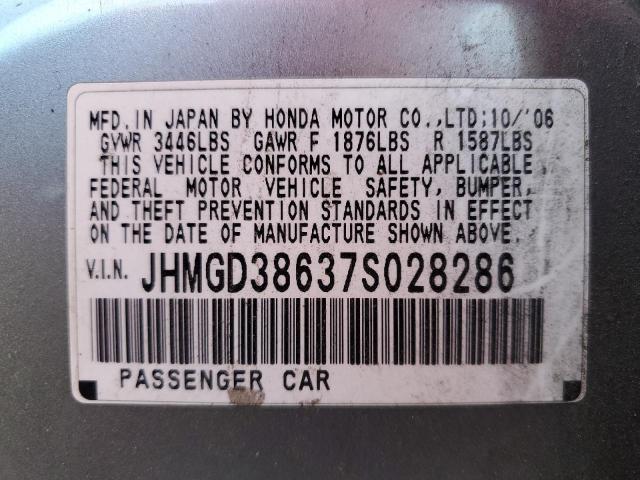 MFD. IN JAPAN BY HONDA MOTOR CO.,LTD;10/'06
GVWR 3446LBS GAWR F 1876LBS R 1587LBS
THIS VEHICLE CONFORMS TO ALL APPLICABLE
FEDERAL MOTOR VEHICLE SAFETY, BUMPER,
AND THEFT PREVENTION STANDARDS IN EFFECT
ON THE DATE OF MANUFACTURE SHOWN ABOVE.
V.I.N. JHMGD38637S028286
PASSENGER CAR